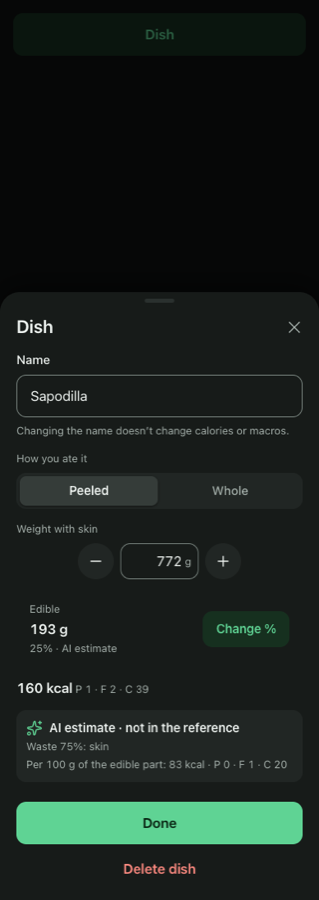 Dish
Dish
Name
Sapodilla
Changing the name doesn't change calories or macros.
How you ate it
Peeled Whole
Weight with skin
− 772 g +
Edible
193 g
Change %
25% · AI estimate
160 kcal P 1 · F 2 · C 39
AI estimate · not in the reference
Waste 75%: skin
Per 100 g of the edible part: 83 kcal · P 0 · F 1 · C 20
Done
Delete dish